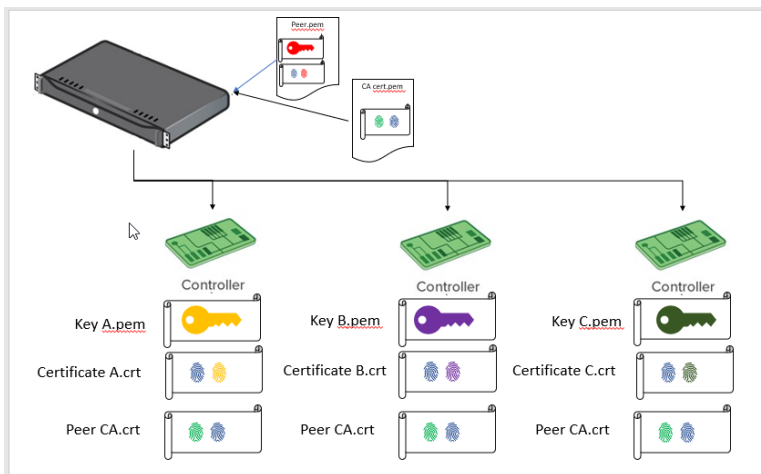 Peer.pem
CA cert.pem
Controller
Controller
Controller
Key A.pem
Key B.pem
Key C.pem
Certificate A.crt
Certificate B.crt
Certificate C.crt
Peer CA.crt
Peer CA.crt
Peer CA.crt